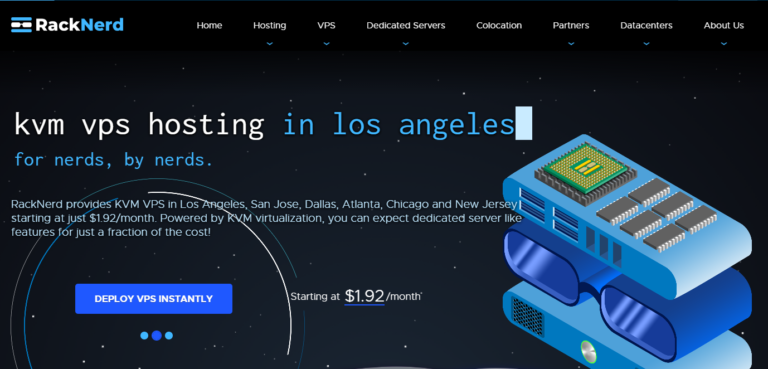 RackNerd
Home Hosting VPS Dedicated Servers Colocation Partners Datacenters About Us
kvm vps hosting in los angeles
for nerds, by nerds.
RackNerd provides KVM VPS in Los Angeles, San Jose, Dallas, Atlanta, Chicago and New Jersey
starting at just $1.92/month. Powered by KVM virtualization, you can expect dedicated server like
features for just a fraction of the cost!
DEPLOY VPS INSTANTLY
Starting at $1.92/month*